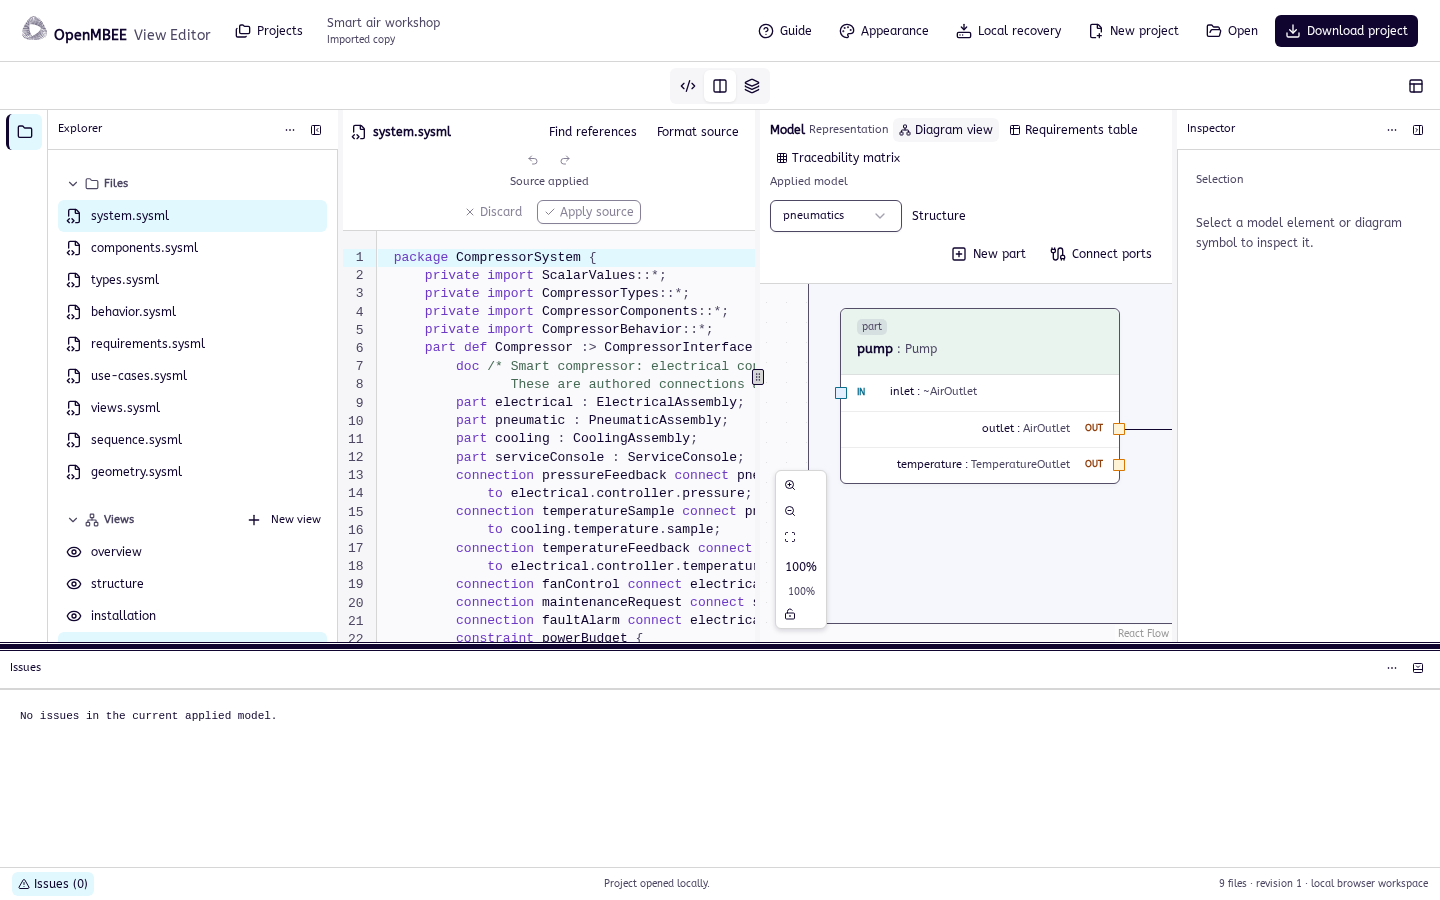 OpenMBEE View Editor
Projects
Smart air workshop
Imported copy
Guide
Appearance
Local recovery
New project
Open
Download project
Explorer
Files
system.sysml
components.sysml
types.sysml
behavior.sysml
requirements.sysml
use-cases.sysml
views.sysml
sequence.sysml
geometry.sysml
Views
New view
overview
structure
installation
system.sysml
Find references
Format source
Source applied
Discard
Apply source
1 package CompressorSystem {
2 private import ScalarValues::*;
3 private import CompressorTypes::*;
4 private import CompressorComponents::*;
5 private import CompressorBehavior::*;
6 part def Compressor :> CompressorInterface
7 doc /* Smart compressor: electrical co
8 These are authored connections
9 part electrical : ElectricalAssembly;
10 part pneumatic : PneumaticAssembly;
11 part cooling : CoolingAssembly;
12 part serviceConsole : ServiceConsole;
13 connection pressureFeedback connect pne
14 to electrical.controller.pressure;
15 connection temperatureSample connect pn
16 to cooling.temperature.sample;
17 connection temperatureFeedback connect
18 to electrical.controller.temperatur
19 connection fanControl connect electrica
20 connection maintenanceRequest connect s
21 connection faultAlarm connect electrica
22 constraint powerBudget {
Model Representation
Diagram view
Requirements table
Traceability matrix
Applied model
pneumatics
Structure
New part
Connect ports
part
pump : Pump
IN inlet : ~AirOutlet
outlet : AirOutlet OUT
temperature : TemperatureOutlet OUT
100%
100%
React Flow
Inspector
Selection
Select a model element or diagram
symbol to inspect it.
Issues
No issues in the current applied model.
Issues (0)
Project opened locally.
9 files · revision 1 · local browser workspace